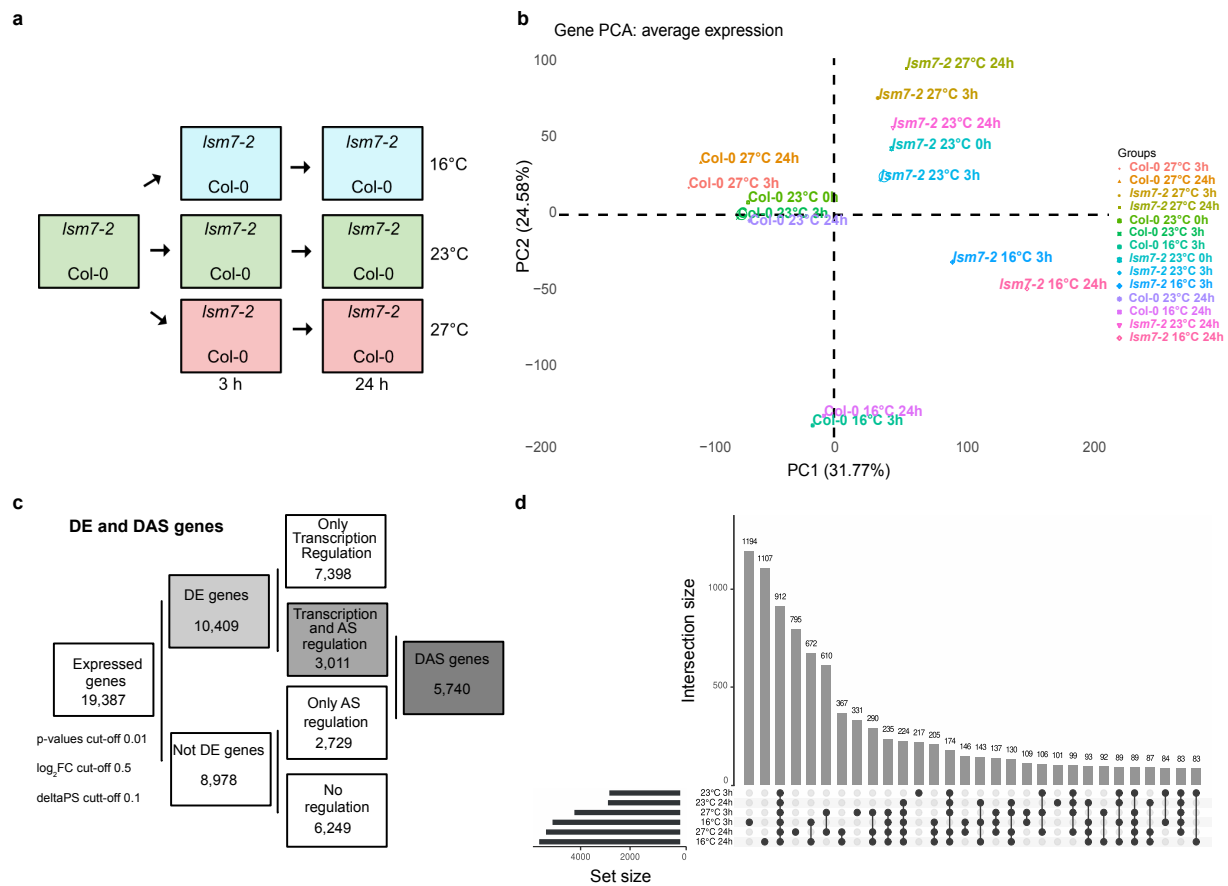 a
lsm7-2
lsm7-2
16°C
Col-0
Col-0
lsm7-2
lsm7-2
lsm7-2
23°C
Col-0
Col-0
Col-0
lsm7-2
lsm7-2
27°C
Col-0
Col-0
3 h
24 h
b
Gene PCA: average expression
PC2 (24.58%)
100
50
0
−50
−100
−200
−100
0
100
200
PC1 (31.77%)
lsm7-2 27°C 24h
lsm7-2 27°C 3h
lsm7-2 23°C 24h
lsm7-2 23°C 0h
lsm7-2 23°C 3h
Col-0 27°C 24h
Col-0 27°C 3h
Col-0 23°C 0h
Col-0 23°C 3h
Col-0 23°C 24h
lsm7-2 16°C 3h
lsm7-2 16°C 24h
Col-0 16°C 24h
Col-0 16°C 3h
Groups
Col-0 27°C 3h
Col-0 27°C 24h
lsm7-2 27°C 3h
lsm7-2 27°C 24h
Col-0 23°C 0h
Col-0 23°C 3h
Col-0 16°C 3h
lsm7-2 23°C 0h
lsm7-2 23°C 3h
lsm7-2 16°C 3h
Col-0 23°C 24h
Col-0 16°C 24h
lsm7-2 23°C 24h
lsm7-2 16°C 24h
c
DE and DAS genes
Only
Transcription
Regulation
7,398
DE genes
10,409
Transcription
and AS
regulation
3,011
DAS genes
5,740
Expressed
genes
19,387
Only AS
regulation
2,729
Not DE genes
8,978
No
regulation
6,249
p-values cut-off 0.01
log2FC cut-off 0.5
deltaPS cutt-off 0.1
d
Intersection size
1000
500
0
1194
1107
912
795
672
610
367
331
290
235
224
217
205
174
146
143
137
130
109
106
101
99
93
92
89
89
87
84
83
83
23°C 3h
23°C 24h
27°C 3h
16°C 3h
27°C 24h
16°C 24h
4000
2000
0
Set size